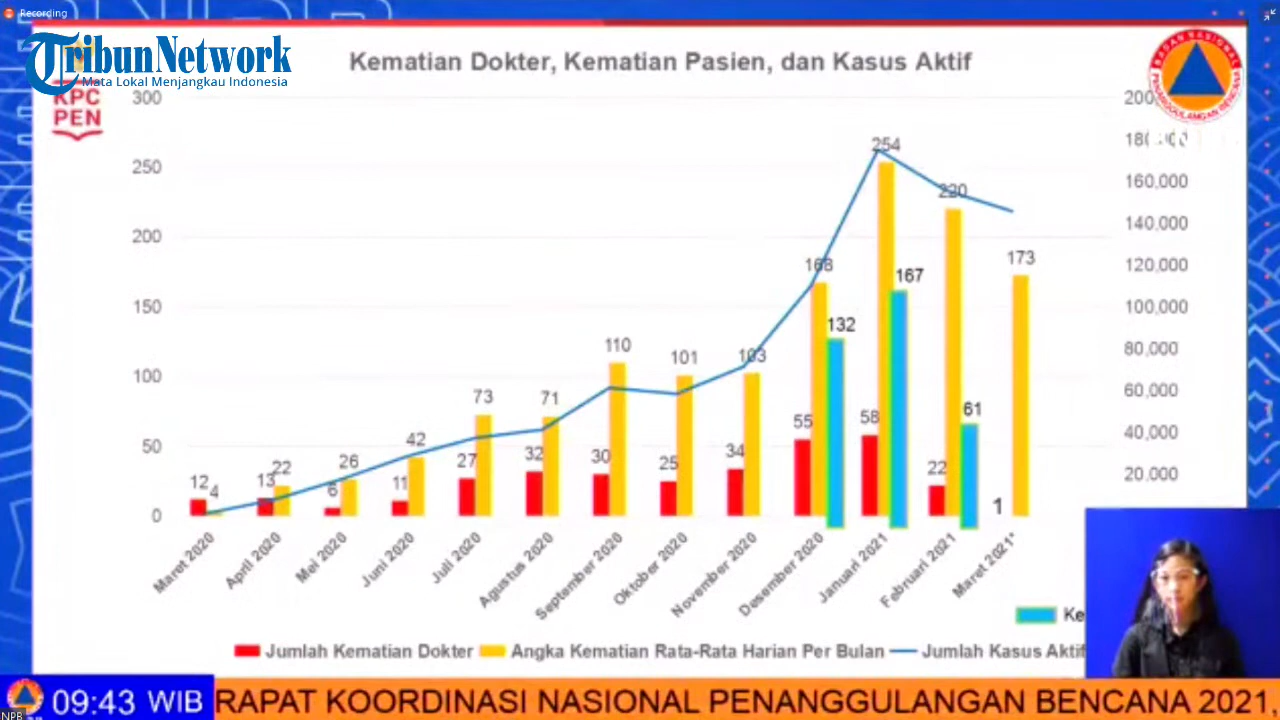 Recording
TribunNetwork
Mata Lokal Menjangkau Indonesia
KPC
PEN
Kematian Dokter, Kematian Pasien, dan Kasus Aktif
BADAN NASIONAL
PENANGGULANGAN BENCANA
300
250
200
150
100
50
0
160,000
140,000
120,000
100,000
80,000
60,000
40,000
20,000
12
4
13
22
6
26
11
42
27
73
32
71
30
110
25
101
34
103
55
168
132
58
254
167
22
220
61
1
173
Maret 2020
April 2020
Mei 2020
Juni 2020
Juli 2020
Agustus 2020
September 2020
Oktober 2020
November 2020
Desember 2020
Januari 2021
Februari 2021
Maret 2021*
Ke
Jumlah Kematian Dokter
Angka Kematian Rata-Rata Harian Per Bulan
Jumlah Kasus Aktif
09:43 WIB
RAPAT KOORDINASI NASIONAL PENANGGULANGAN BENCANA 2021,